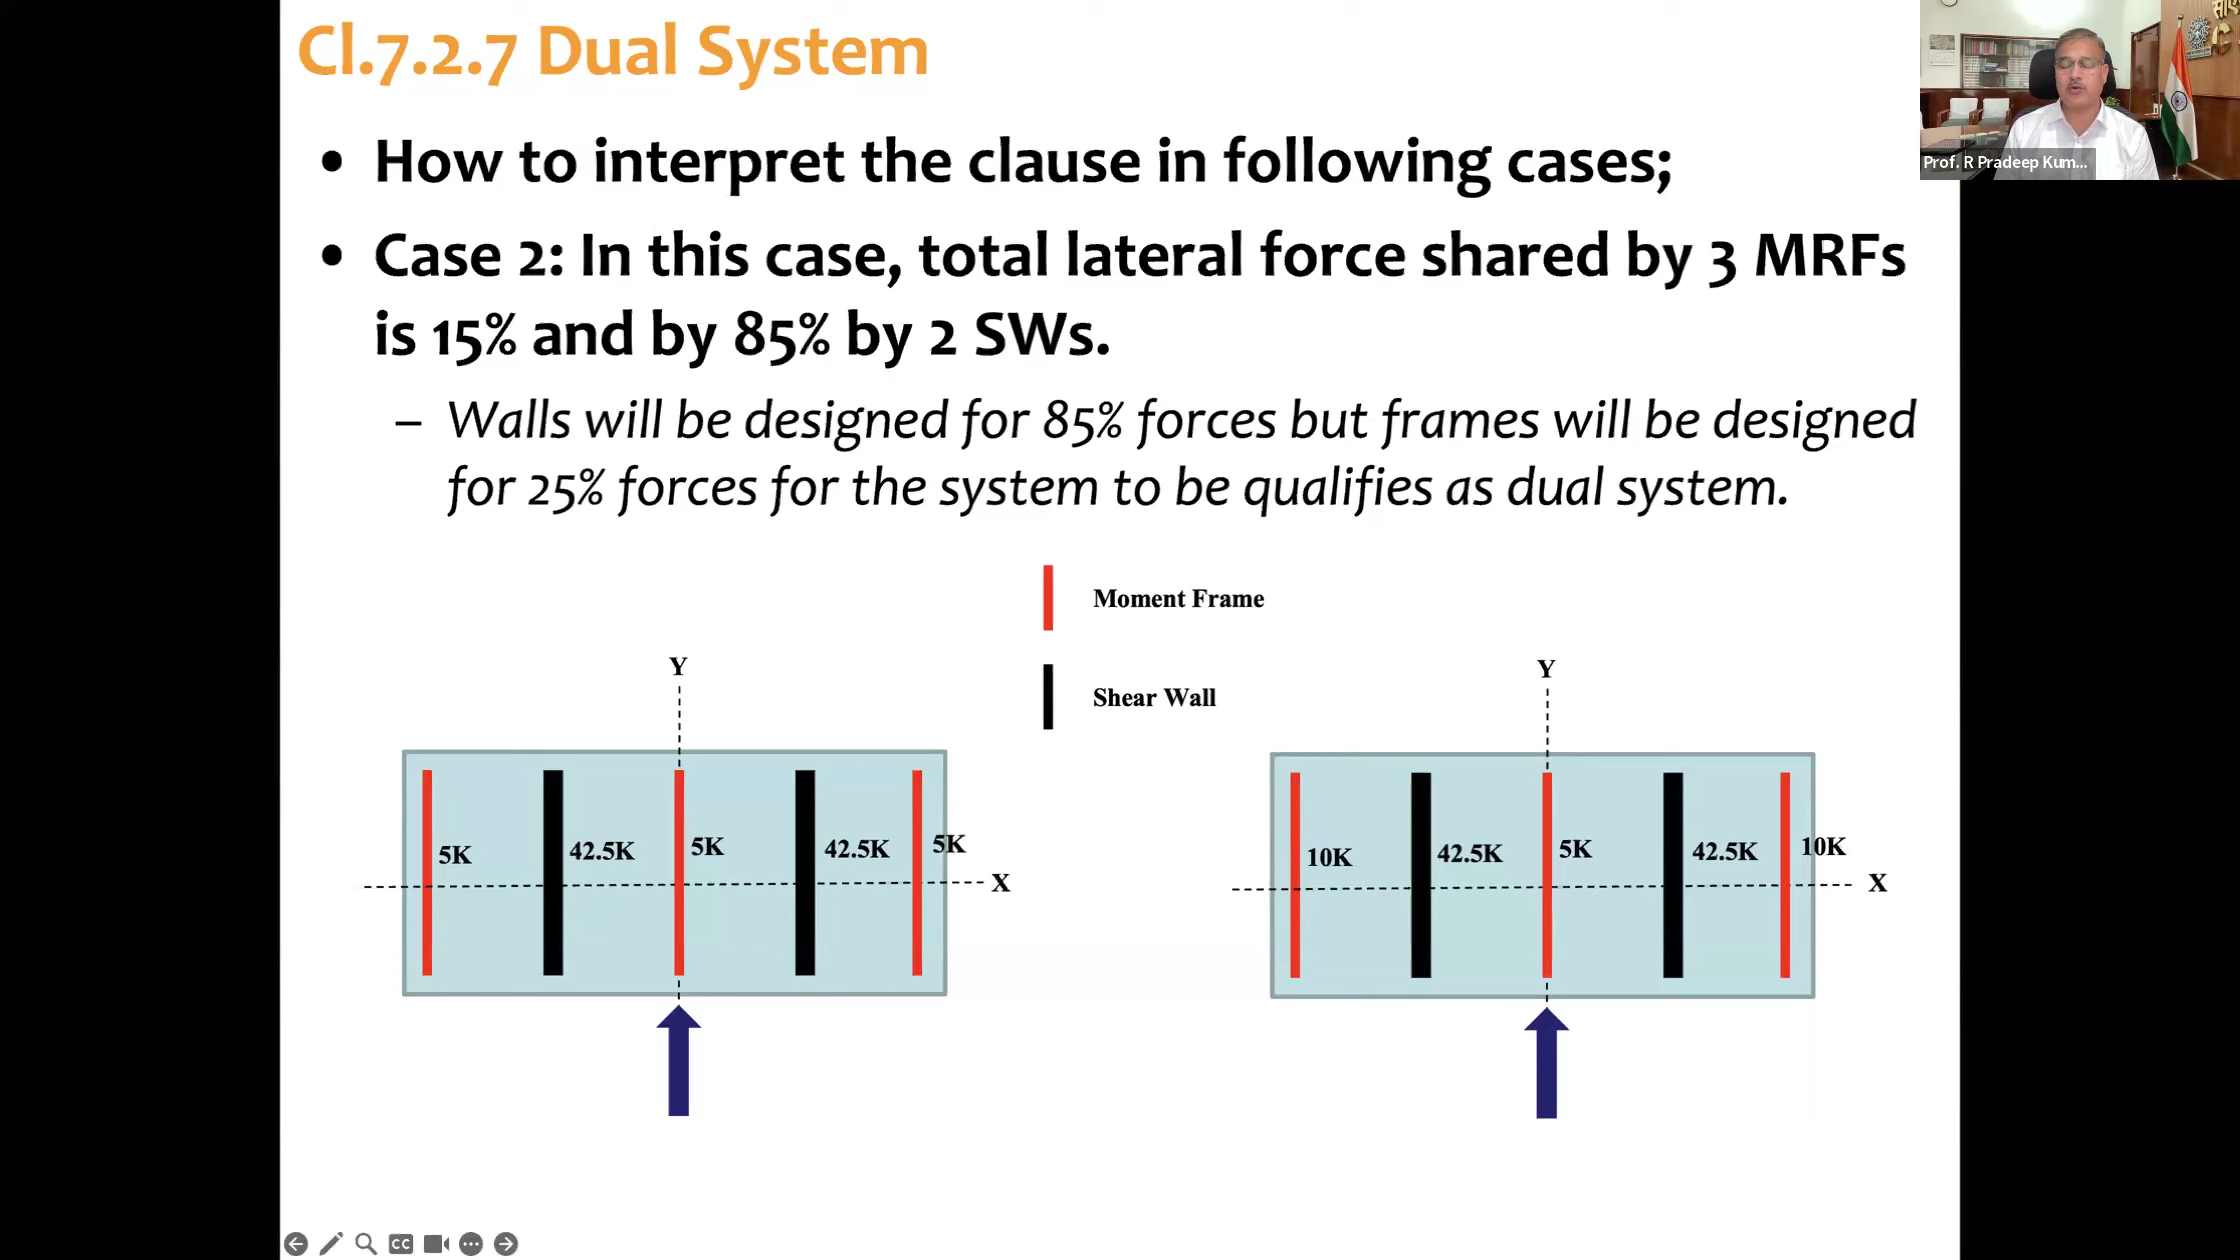 Cl.7.2.7 Dual System
• How to interpret the clause in following cases;
• Case 2: In this case, total lateral force shared by 3 MRFs
is 15% and by 85% by 2 SWs.
– Walls will be designed for 85% forces but frames will be designed
for 25% forces for the system to be qualifies as dual system.
Prof. R Pradeep Kum...
Moment Frame
Shear Wall
Y
5K
42.5K
5K
42.5K
5K
X
Y
10K
42.5K
5K
42.5K
10K
X
CC